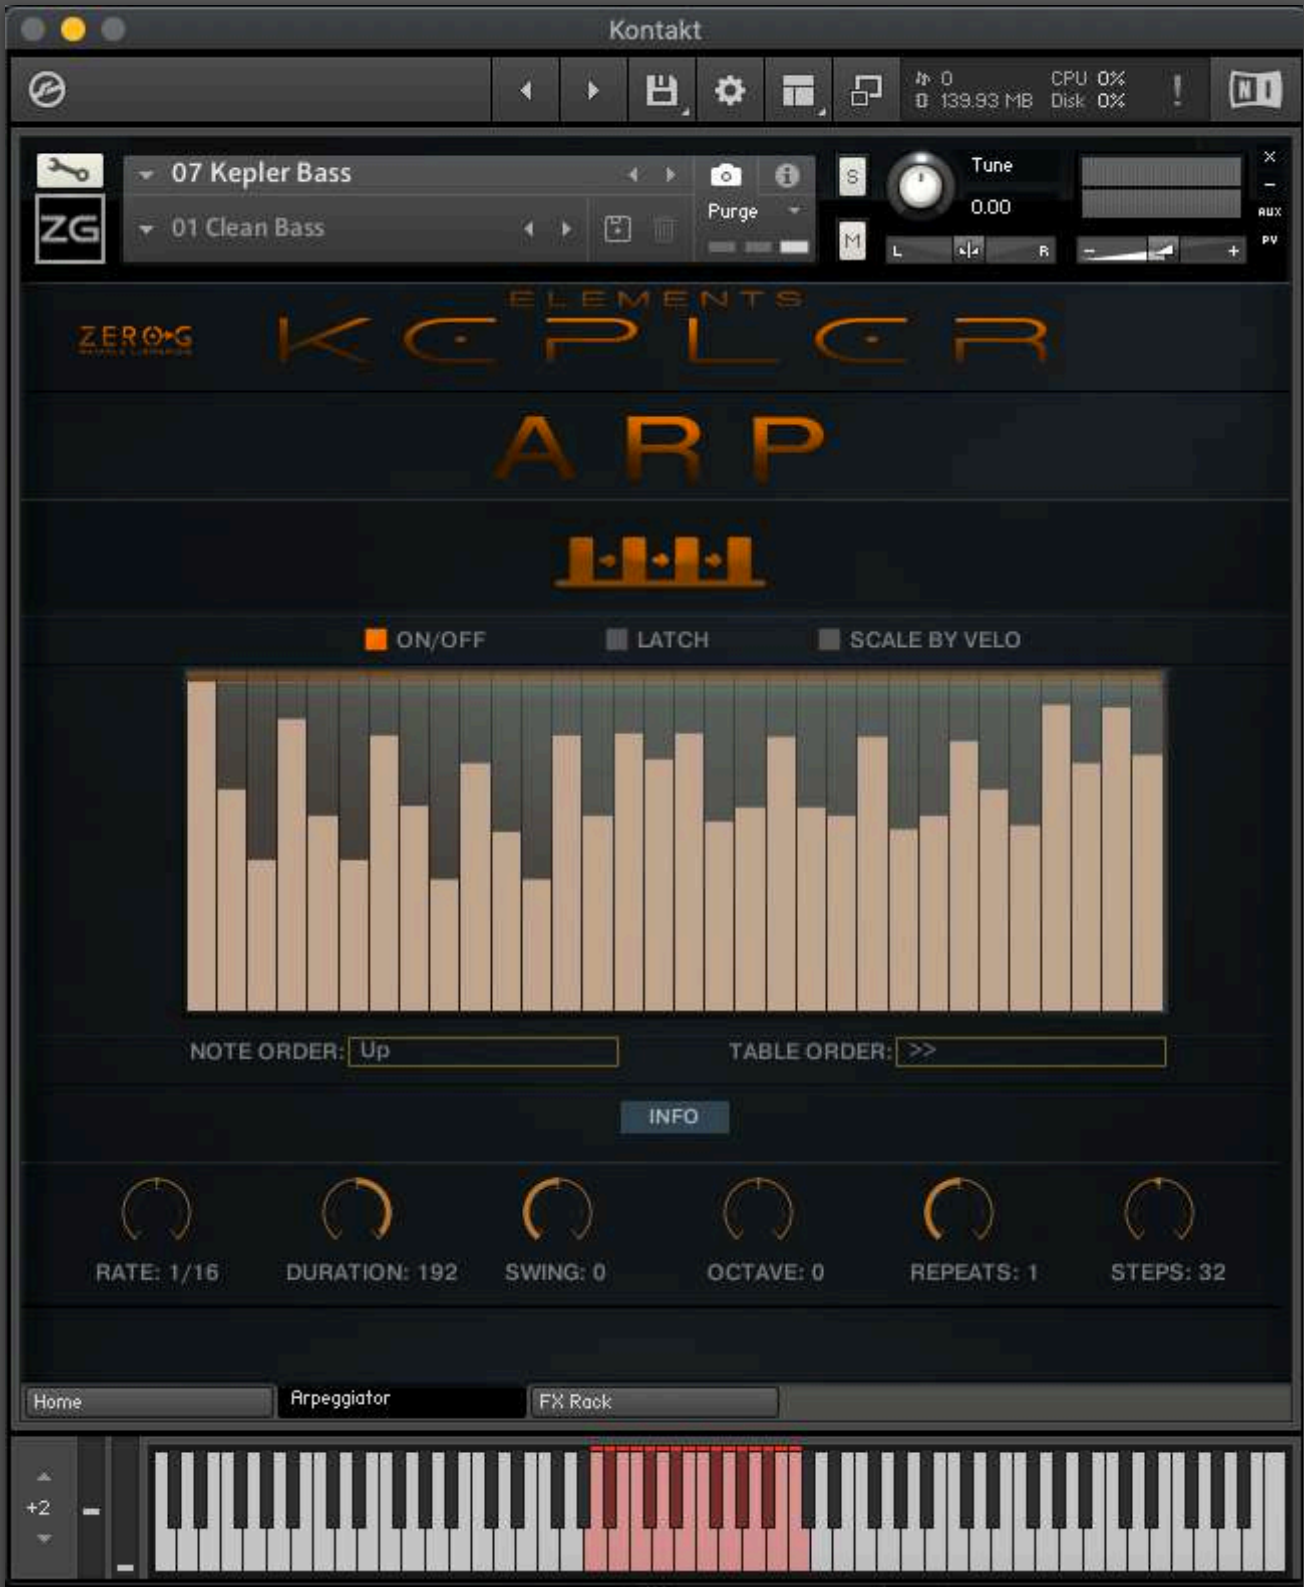 Kontakt
0 CPU 0%
139.93 MB Disk 0%
! NI
07 Kepler Bass
S Tune x
Purge 0.00 AUX
ZG 01 Clean Bass
M L R - + PV
ELEMENTS
ZERO-G KEPLER
ARP
ON/OFF LATCH SCALE BY VELO
NOTE ORDER: Up TABLE ORDER: >>
INFO
RATE: 1/16 DURATION: 192 SWING: 0 OCTAVE: 0 REPEATS: 1 STEPS: 32
Home Arpeggiator FX Rack
+2